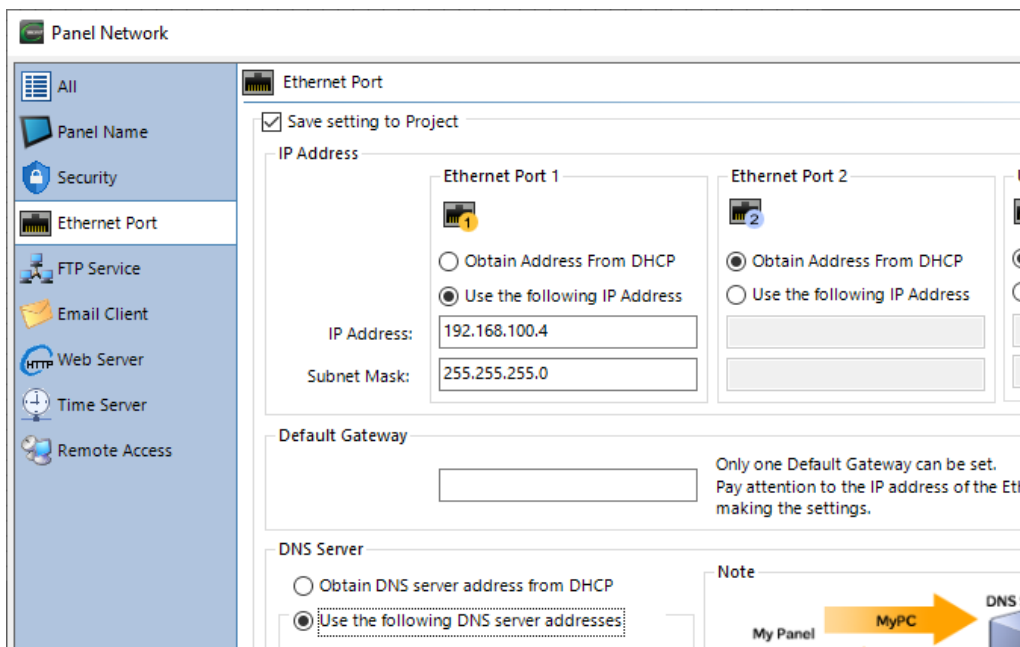 Panel Network
All
Panel Name
Security
Ethernet Port
FTP Service
Email Client
Web Server
Time Server
Remote Access
Ethernet Port
Save setting to Project
IP Address
Ethernet Port 1
1
Obtain Address From DHCP
Use the following IP Address
Ethernet Port 2
2
Obtain Address From DHCP
Use the following IP Address
IP Address:
192.168.100.4
Subnet Mask:
255.255.255.0
Default Gateway
Only one Default Gateway can be set.
Pay attention to the IP address of the
making the settings.
DNS Server
Obtain DNS server address from DHCP
Use the following DNS server addresses
Note
My Panel
MyPC
DNS
HTTP